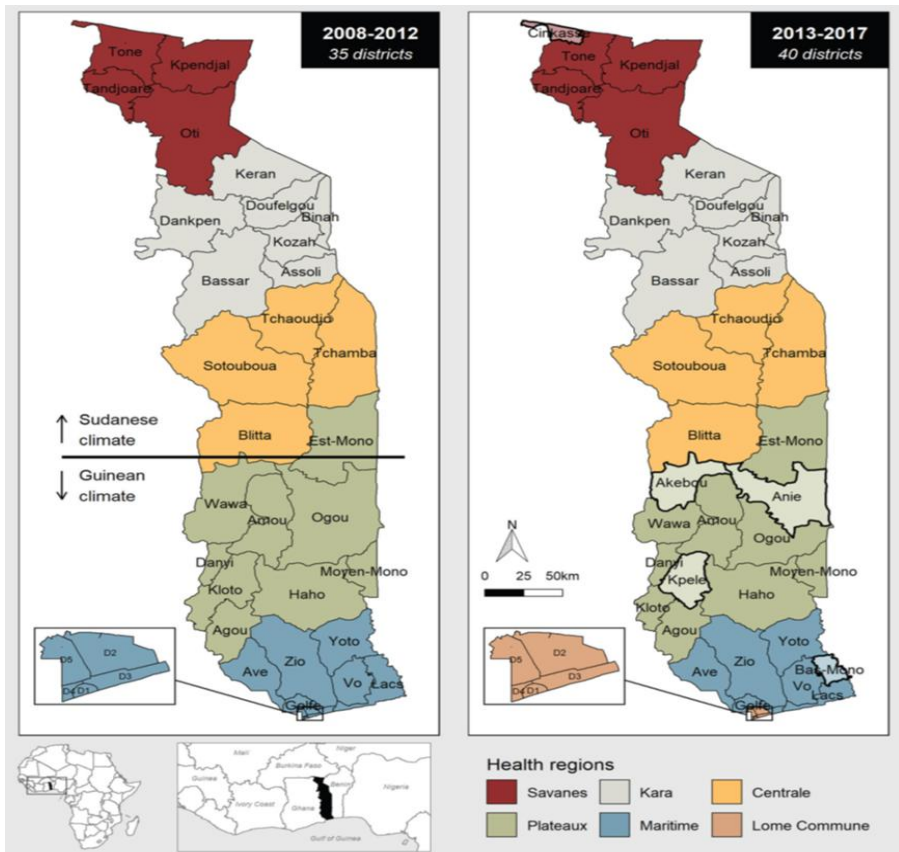 2008-2012
35 districts
Tone
Kpendjal
Tandjoare
2
Oti
Keran
Dankpen
Doufelgou
Binah
Kozah
Bassar
Assoli
Tchaoudjo
Tchamba
Sotouboua
Blitta
Est-Mono
Sudanese
climate
Guinean
climate
Wawa
Amou
Ogou
Danyi
Kloto
Moyen-Mono
Haho
Agou
Yoto
Ave
Zio
Vo
Lacs
Golfe
D5
D2
D3
D4
D1
2013-2017
40 districts
Cinkasse
Tone
Kpendjal
Tandjoare
2
Oti
Keran
Dankpen
Doufelgou
Binah
Kozah
Bassar
Assoli
Tchaoudjo
Tchamba
Sotouboua
Blitta
Est-Mono
Akebou
Anie
Wawa
Amou
Ogou
N
0 25 50km
Danyi
Kpele
Moyen-Mono
Kloto
Haho
Agou
Yoto
Ave
Zio
Bas-Mono
Vo
Lacs
Golfe
D5
D2
D3
D4
D1
Mali
Niger
Burkina Faso
Guinea
Benin
Nigeria
Ivory Coast
Ghana
Gulf of Guinea
Health regions
Savanes Kara Centrale
Plateaux Maritime Lome Commune